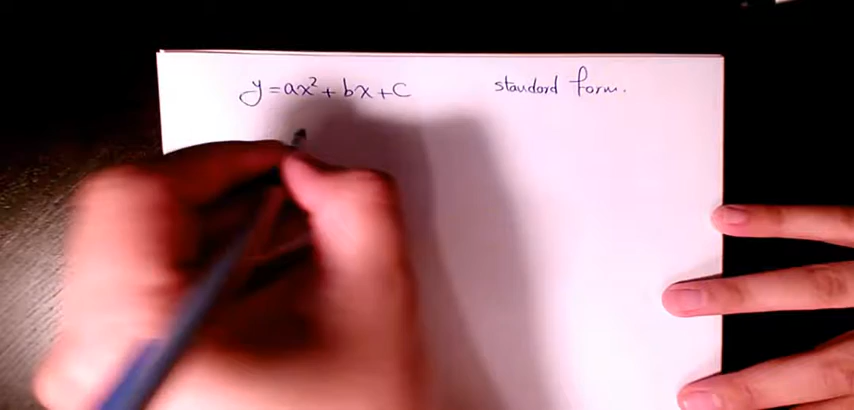 y = ax² + bx + c standard form.